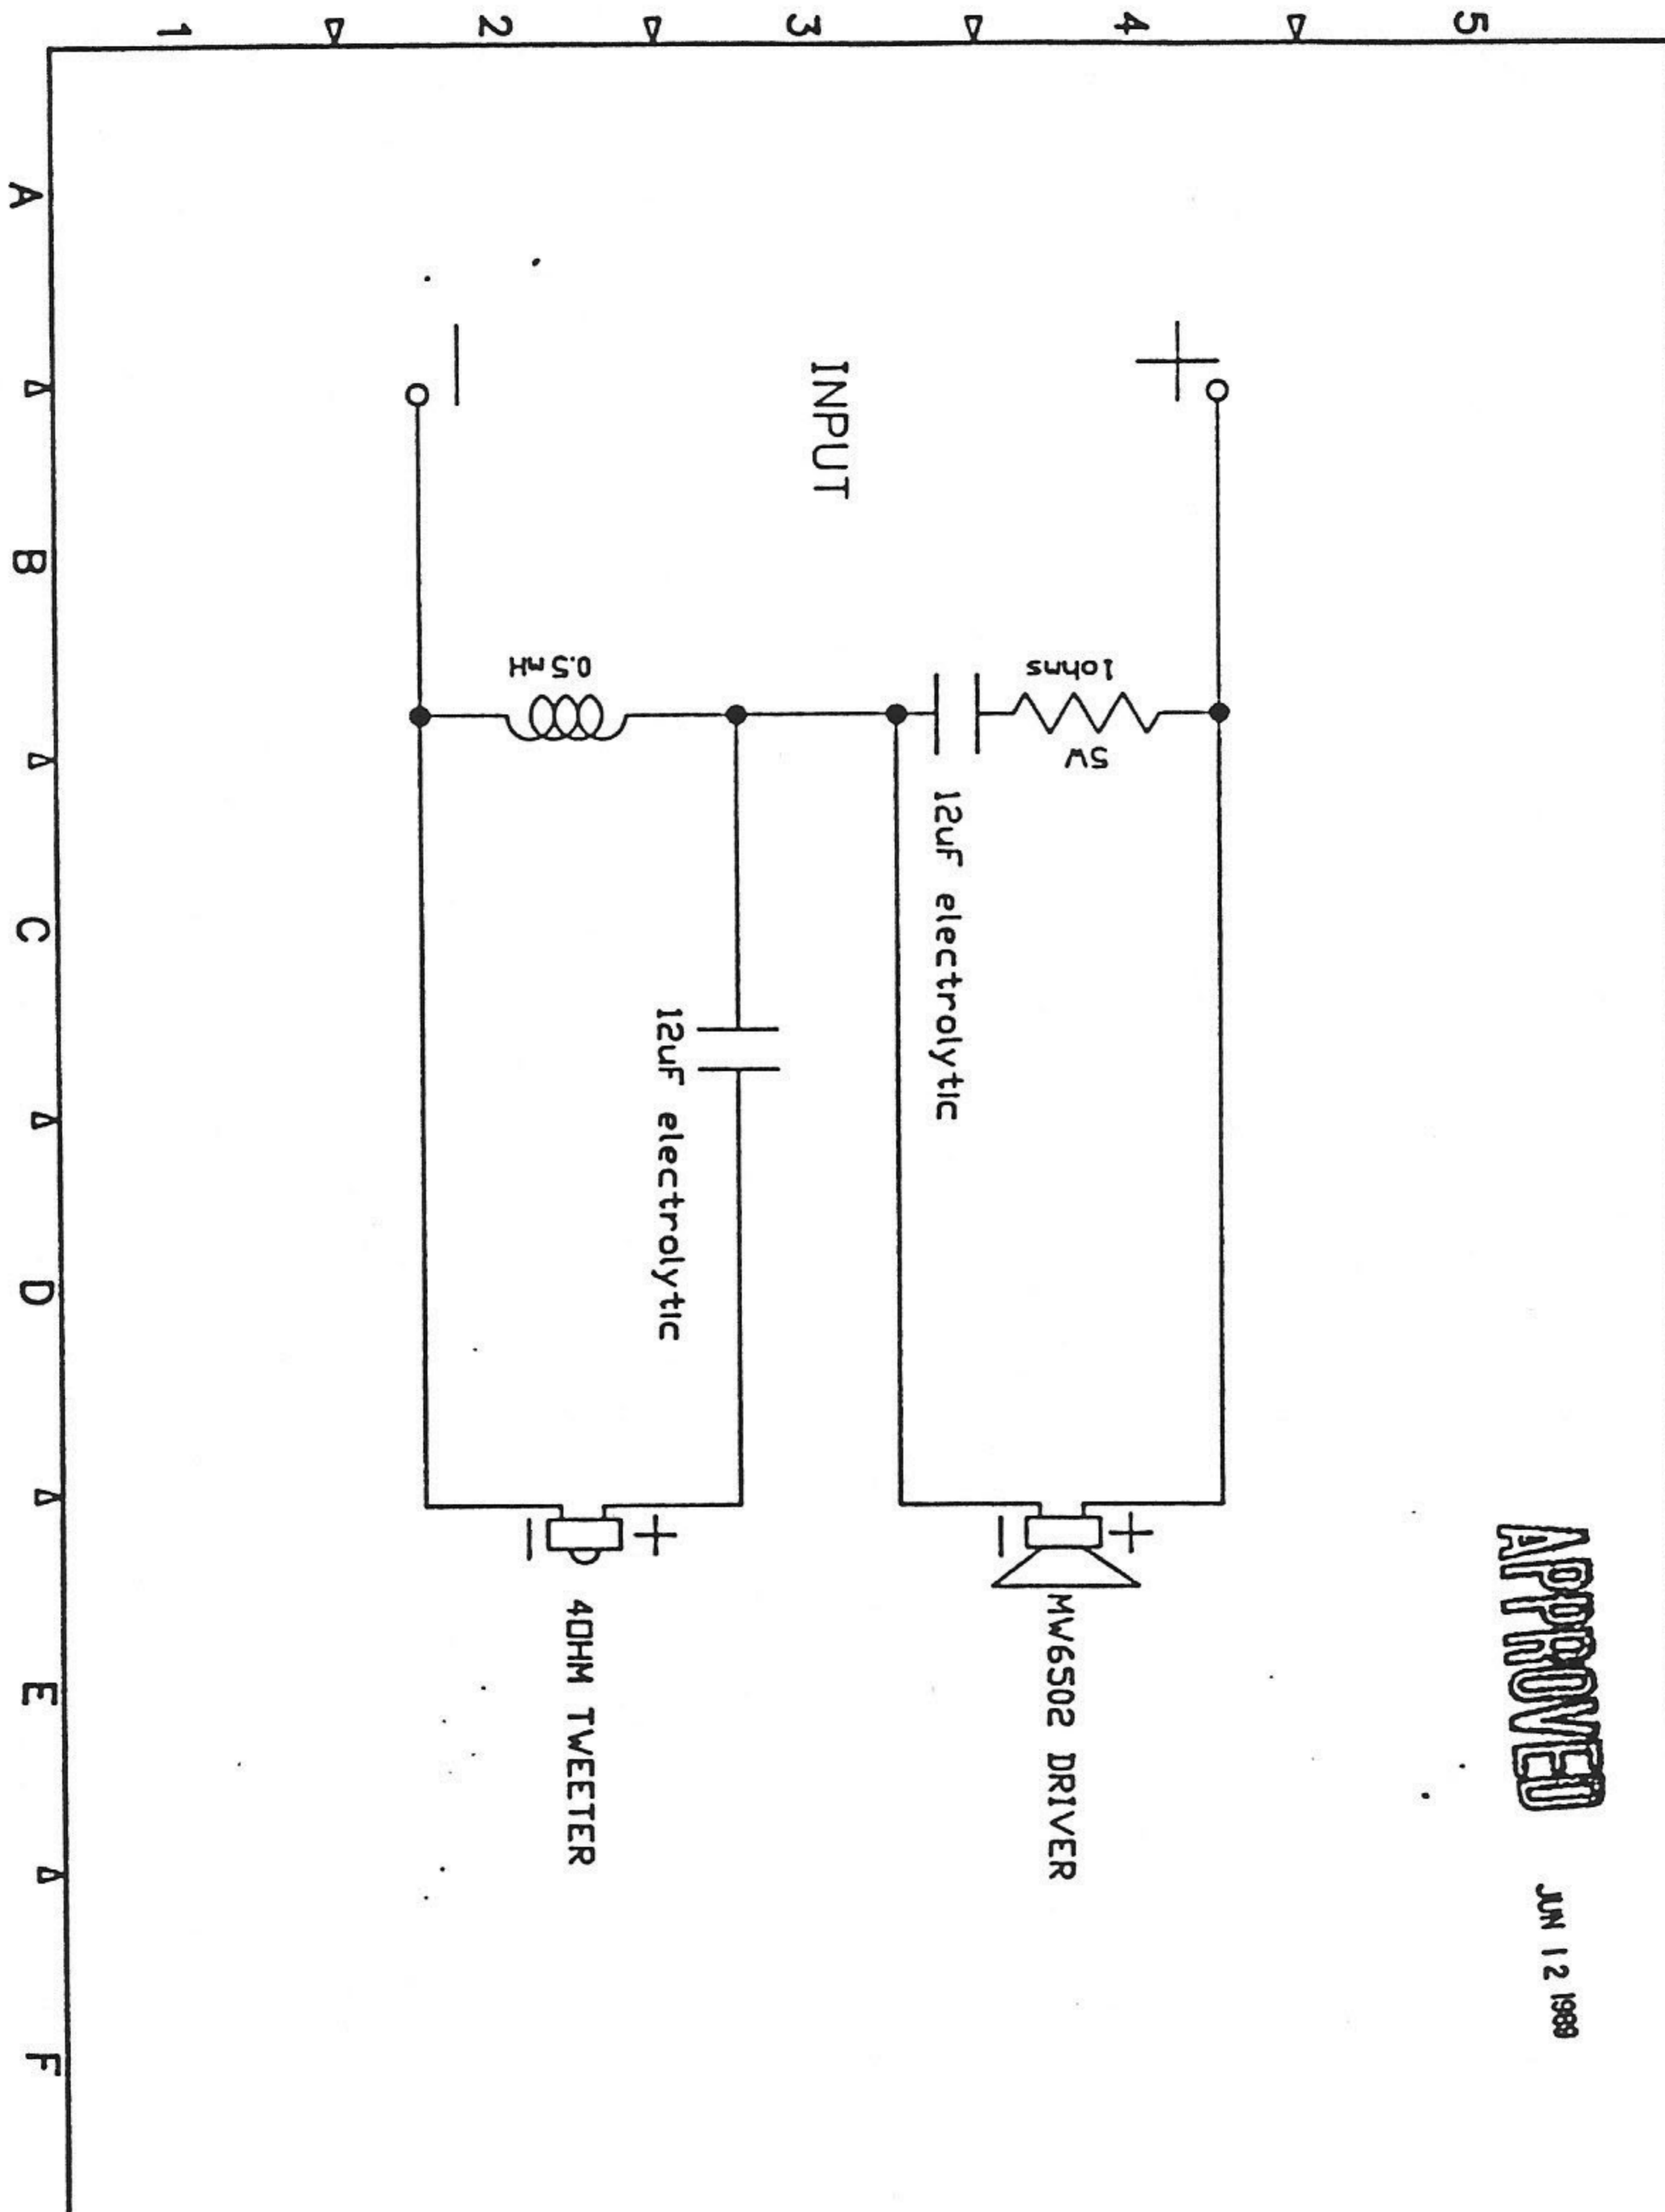 5
4
3
2
1
A
B
C
D
E
F
APPROVED
JUN 12 1989
+
INPUT
−
1ohms
5W
12uF electrolytic
0.5mH
12uF electrolytic
+
−
MW6502 DRIVER
+
−
4OHM TWEETER